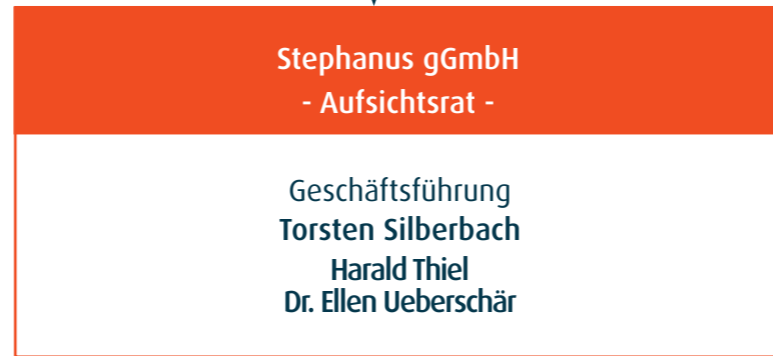 Stephanus gGmbH
- Aufsichtsrat -
Geschäftsführung
Torsten Silberbach
Harald Thiel
Dr. Ellen Ueberschär